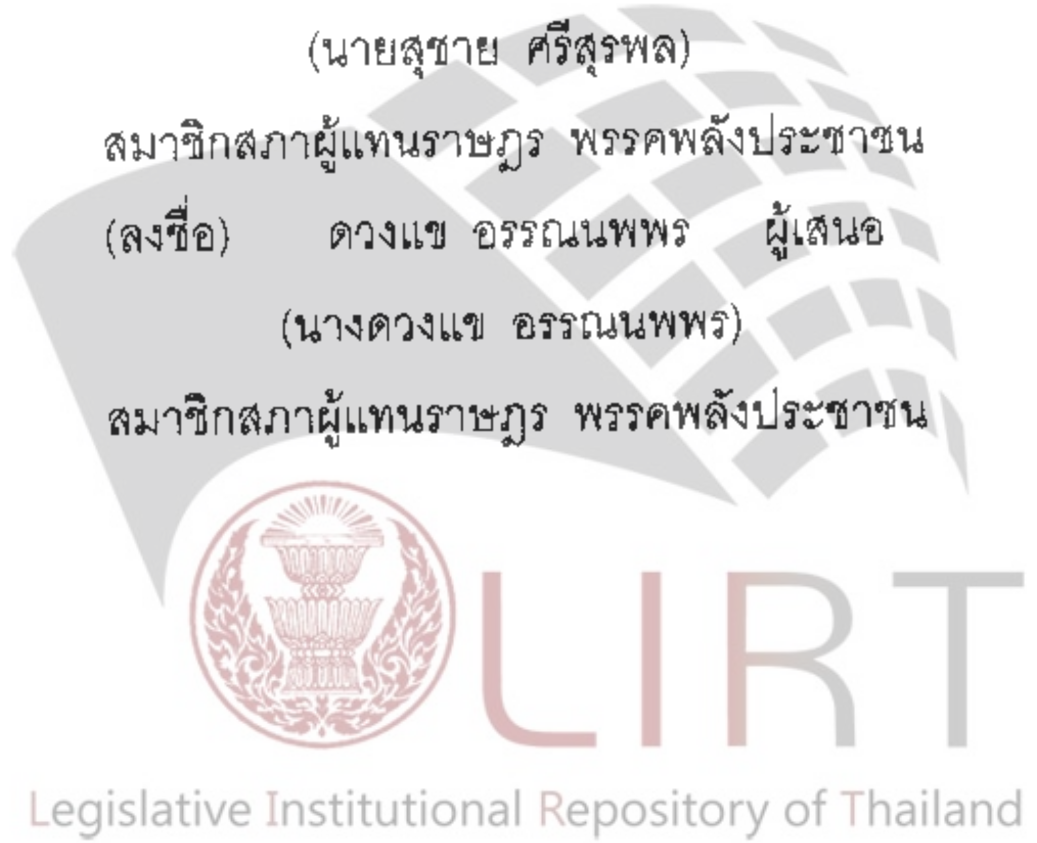 (นายสุชาย ศรีสุรพล)
สมาชิกสภาผู้แทนราษฎร พรรคพลังประชาชน
(ลงชื่อ) ดวงแข อรรณนพพร ผู้เสนอ
(นางดวงแข อรรณนพพร)
สมาชิกสภาผู้แทนราษฎร พรรคพลังประชาชน
LIRT
Legislative Institutional Repository of Thailand